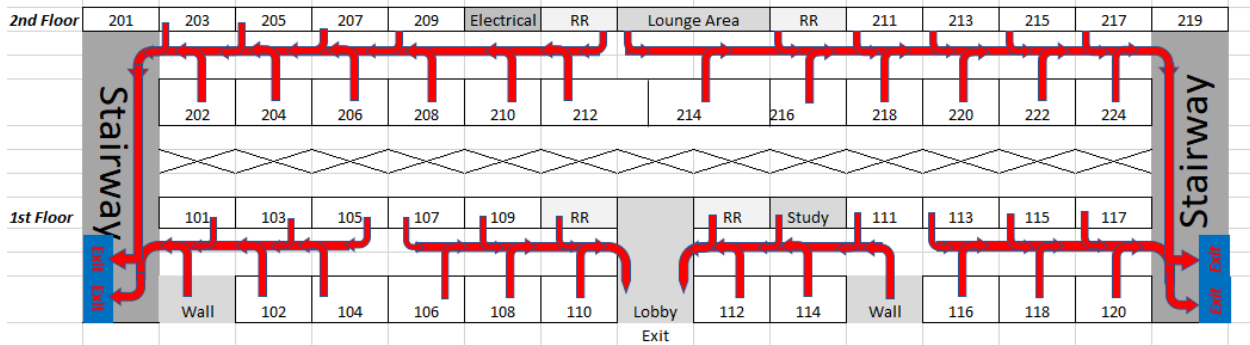 2nd Floor 201 203 205 207 209 Electrical RR Lounge Area RR 211 213 215 217 219
Stairway
Stairway
202 204 206 208 210 212 214 216 218 220 222 224
1st Floor 101 103 105 107 109 RR RR Study 111 113 115 117
Exit Exit
Exit Exit
Wall 102 104 106 108 110 Lobby 112 114 Wall 116 118 120
Exit